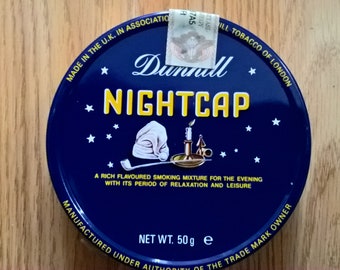 MADE IN THE U.K. IN ASSOCIATION
HILL TOBACCO OF LONDON
Dunhill
NIGHTCAP
A RICH FLAVOURED SMOKING MIXTURE FOR THE EVENING
WITH ITS PERIOD OF RELAXATION AND LEISURE
NET WT. 50g e
MANUFACTURED UNDER AUTHORITY OF THE TRADE MARK OWNER